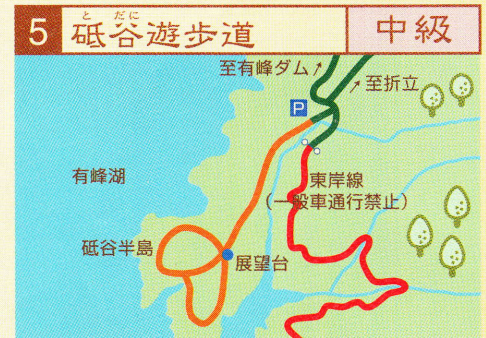 と だに
5 砥谷遊歩道 中級
至有峰ダム
至折立
P
有峰湖
東岸線
(一般車通行禁止)
砥谷半島
展望台